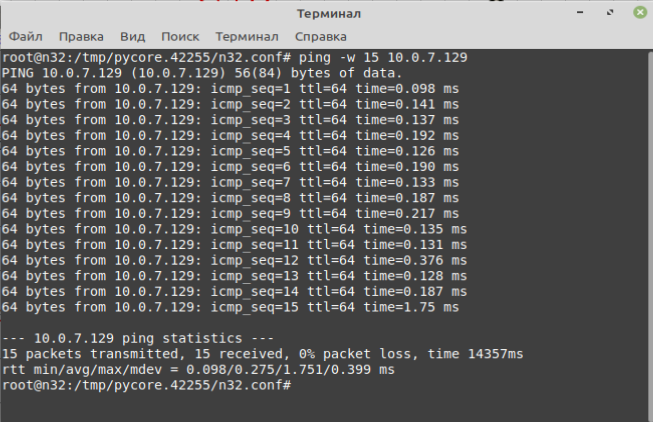 Терминал
Файл Правка Вид Поиск Терминал Справка
root@n32:/tmp/pycore.42255/n32.conf# ping -w 15 10.0.7.129
PING 10.0.7.129 (10.0.7.129) 56(84) bytes of data.
64 bytes from 10.0.7.129: icmp_seq=1 ttl=64 time=0.098 ms
64 bytes from 10.0.7.129: icmp_seq=2 ttl=64 time=0.141 ms
64 bytes from 10.0.7.129: icmp_seq=3 ttl=64 time=0.137 ms
64 bytes from 10.0.7.129: icmp_seq=4 ttl=64 time=0.192 ms
64 bytes from 10.0.7.129: icmp_seq=5 ttl=64 time=0.126 ms
64 bytes from 10.0.7.129: icmp_seq=6 ttl=64 time=0.190 ms
64 bytes from 10.0.7.129: icmp_seq=7 ttl=64 time=0.133 ms
64 bytes from 10.0.7.129: icmp_seq=8 ttl=64 time=0.187 ms
64 bytes from 10.0.7.129: icmp_seq=9 ttl=64 time=0.217 ms
64 bytes from 10.0.7.129: icmp_seq=10 ttl=64 time=0.135 ms
64 bytes from 10.0.7.129: icmp_seq=11 ttl=64 time=0.131 ms
64 bytes from 10.0.7.129: icmp_seq=12 ttl=64 time=0.376 ms
64 bytes from 10.0.7.129: icmp_seq=13 ttl=64 time=0.128 ms
64 bytes from 10.0.7.129: icmp_seq=14 ttl=64 time=0.187 ms
64 bytes from 10.0.7.129: icmp_seq=15 ttl=64 time=1.75 ms
--- 10.0.7.129 ping statistics ---
15 packets transmitted, 15 received, 0% packet loss, time 14357ms
rtt min/avg/max/mdev = 0.098/0.275/1.751/0.399 ms
root@n32:/tmp/pycore.42255/n32.conf#